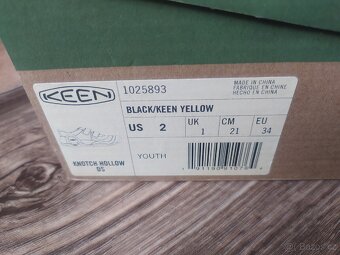 KEEN
1025893
MADE IN CHINA
FABRIQUE EN CHINE
HECHO EN CHINA
BLACK/KEEN YELLOW
US 2
UK 1
CM 21
EU 34
KNOTCH HOLLOW
DS
YOUTH